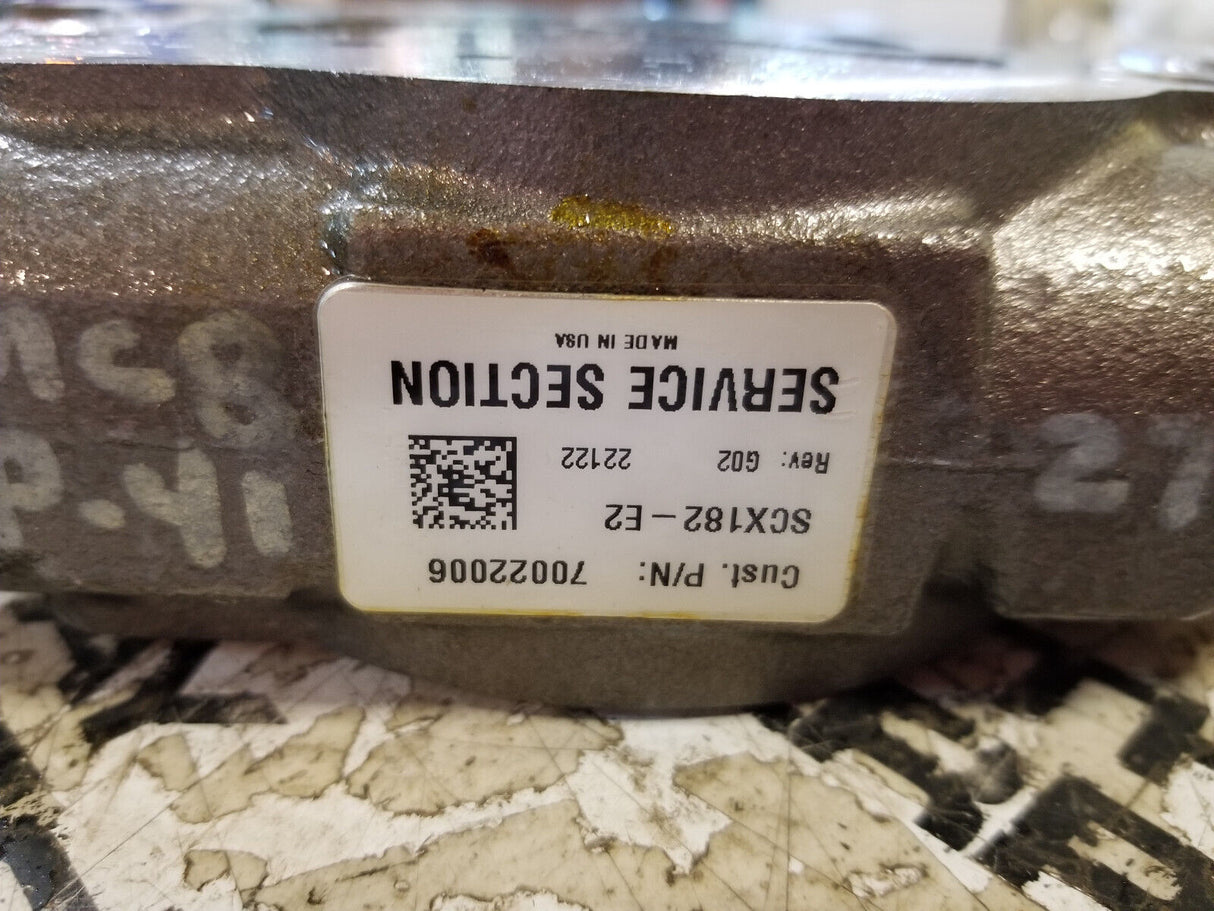 Cust. P/N: 70022006
SCX182-E2
Rev: G02 22122
SERVICE SECTION
MADE IN USA